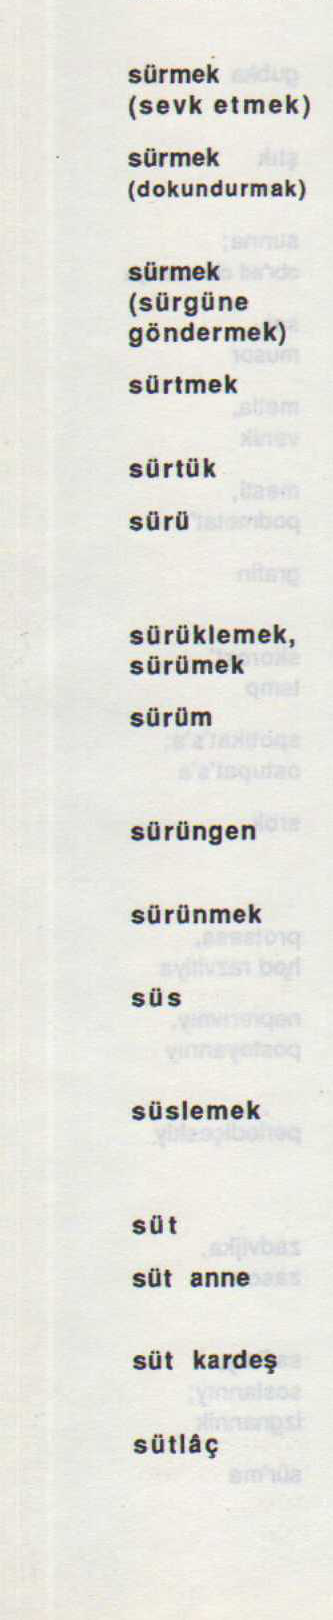 sürmek
(sevk etmek)
sürmek
(dokundurmak)
sürmek
(sürgüne
göndermek)
sürtmek
sürtük
sürü
sürüklemek,
sürümek
sürüm
sürüngen
sürünmek
süs
süslemek
süt
süt anne
süt kardeş
sütlâç